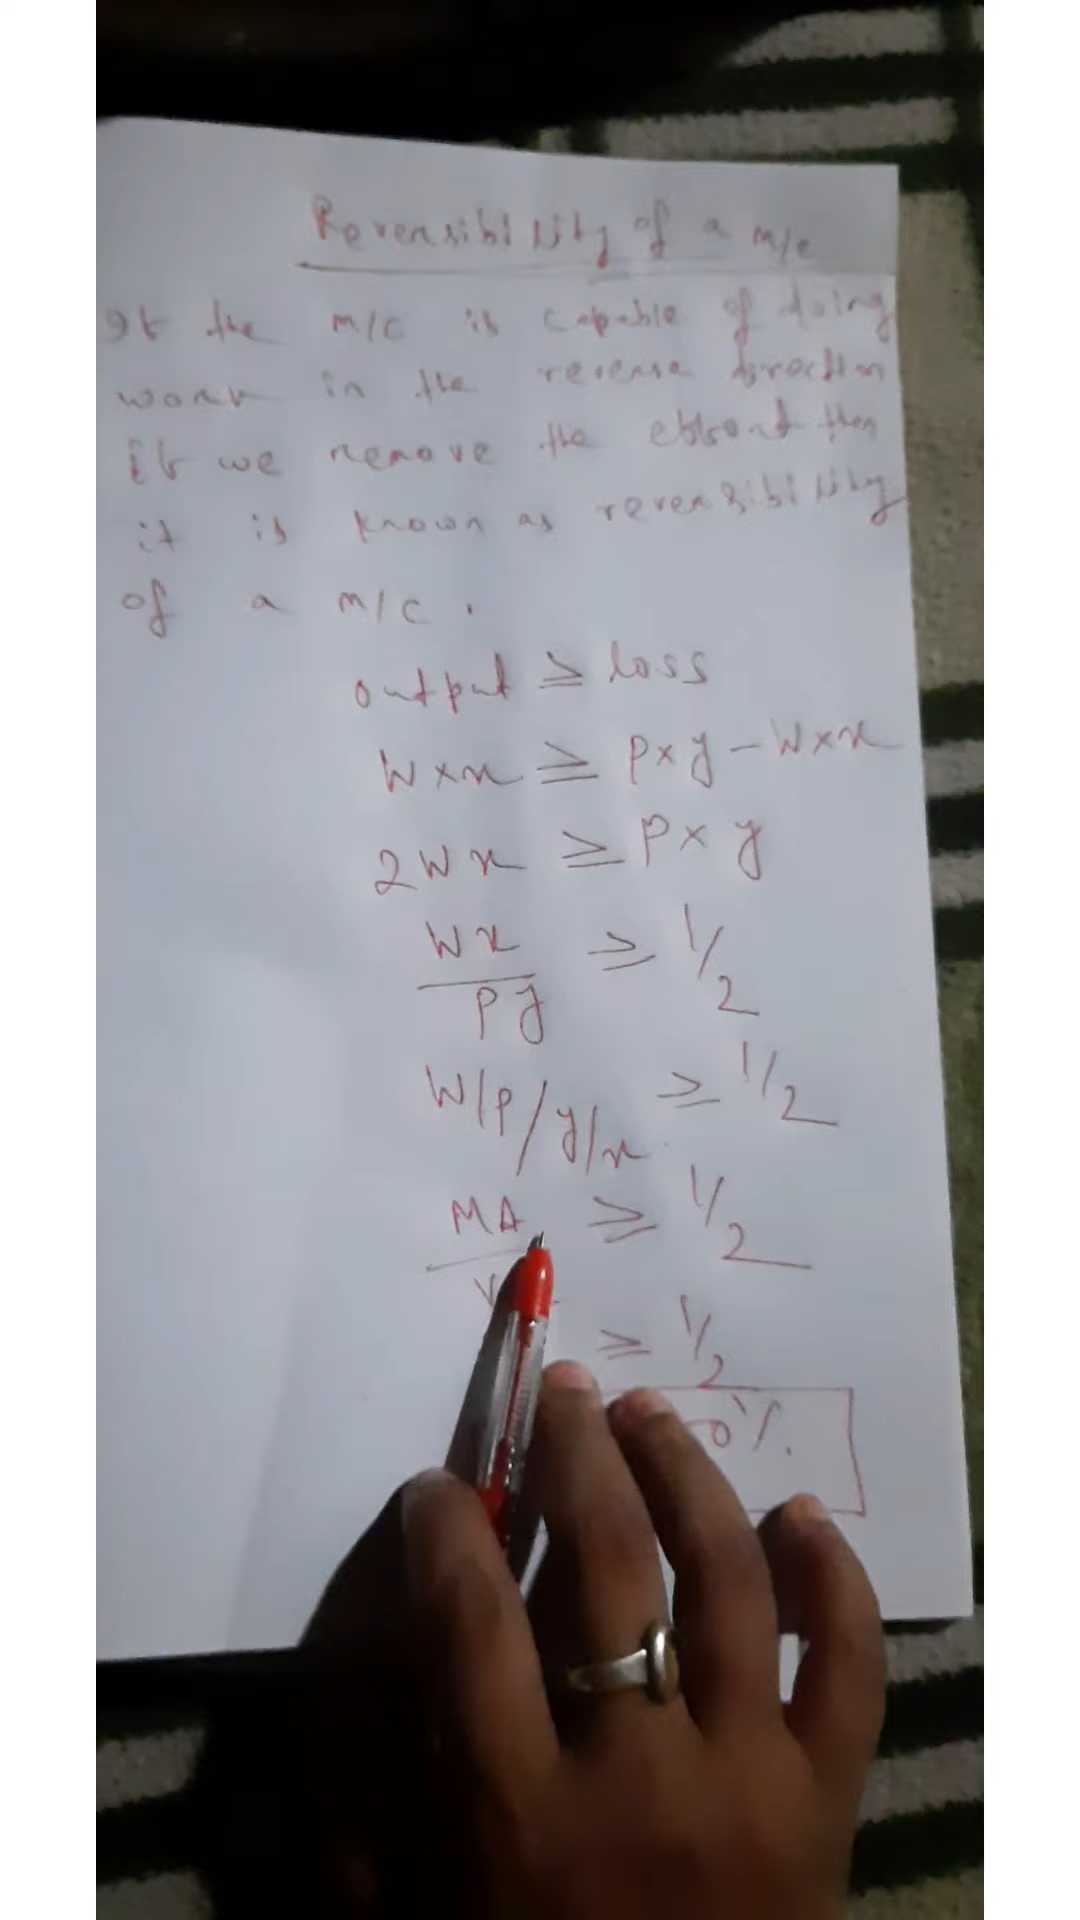 Reversibility of a m/c
If the m/c is capable of doing
work in the reverse direction
if we remove the effort then
it is known as reversibility
of a m/c.
output ≥ loss
W×x ≥ P×y - W×x
2Wx ≥ P×y
Wx/Py ≥ 1/2
W/P/y/x ≥ 1/2
MA
≥ 1/2
≥ 1/2
0%.